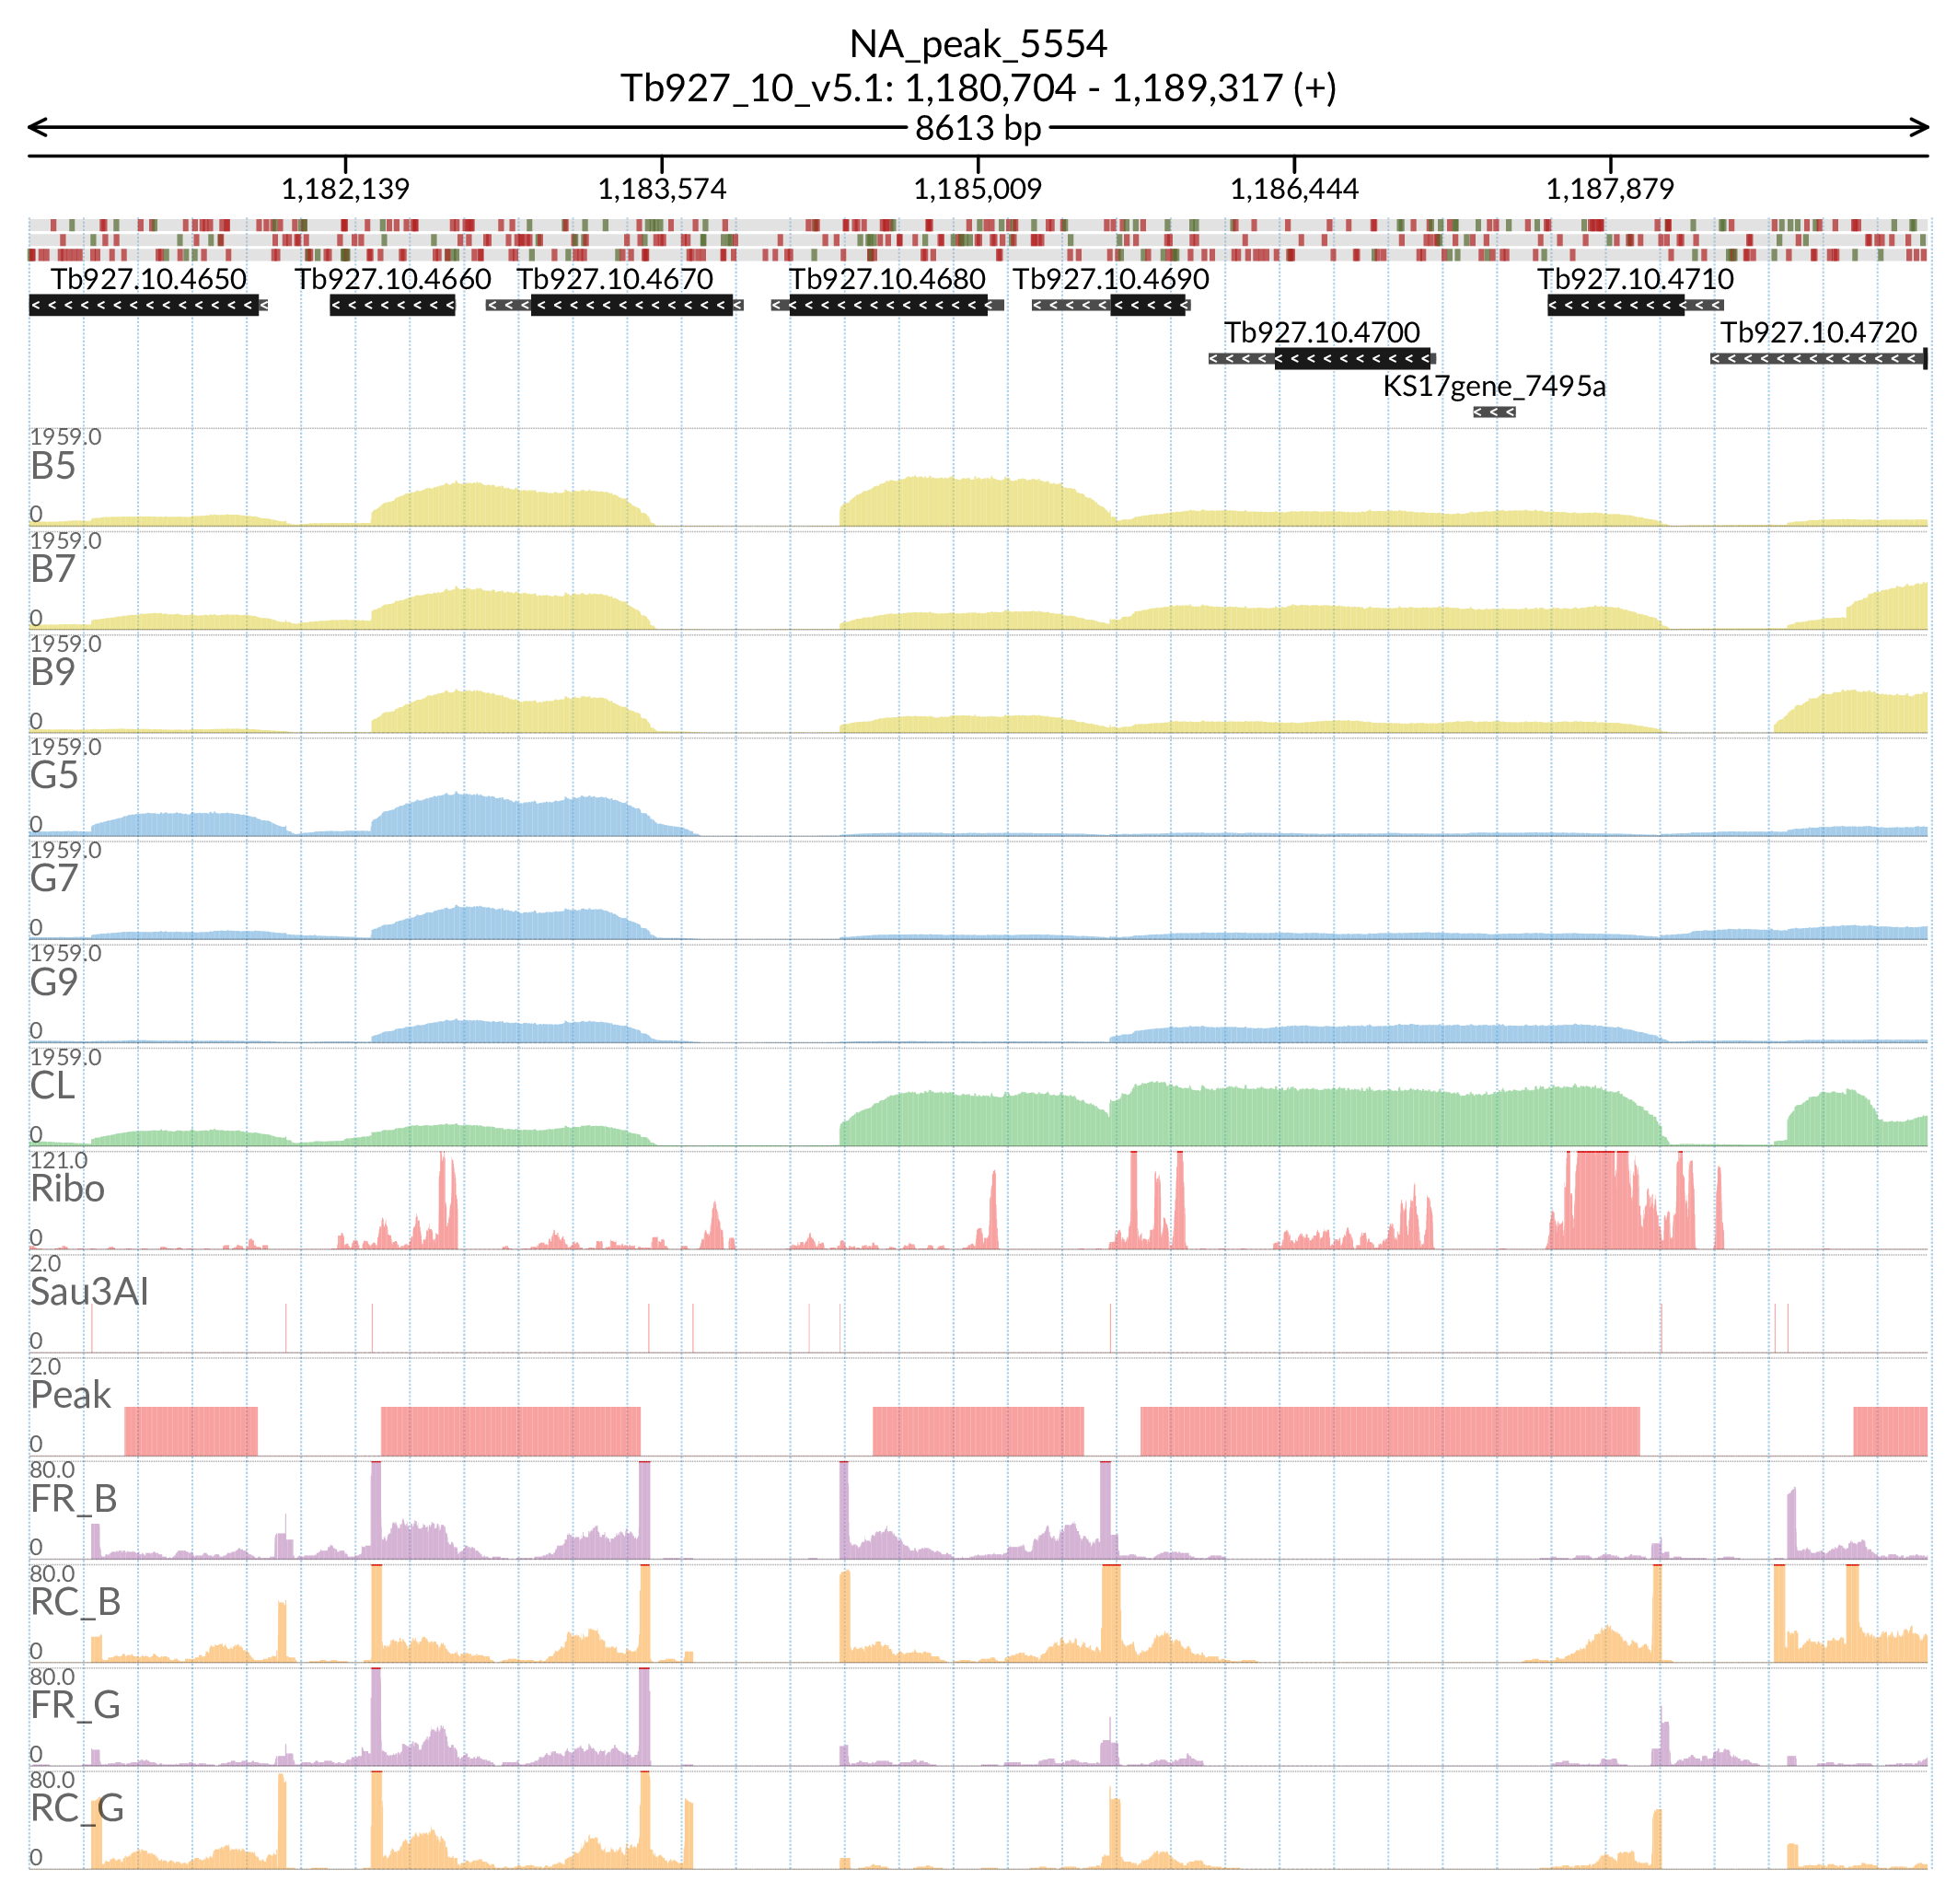 NA_peak_5554
Tb927_10_v5.1: 1,180,704 - 1,189,317 (+)
8613 bp
1,182,139 1,183,574 1,185,009 1,186,444 1,187,879
Tb927.10.4650 Tb927.10.4660 Tb927.10.4670 Tb927.10.4680 Tb927.10.4690 Tb927.10.4710
Tb927.10.4700 Tb927.10.4720
KS17gene_7495a
1959.0
B5
0
1959.0
B7
0
1959.0
B9
0
1959.0
G5
0
1959.0
G7
0
1959.0
G9
0
1959.0
CL
0
121.0
Ribo
0
2.0
Sau3AI
0
2.0
Peak
0
80.0
FR_B
0
80.0
RC_B
0
80.0
FR_G
0
80.0
RC_G
0